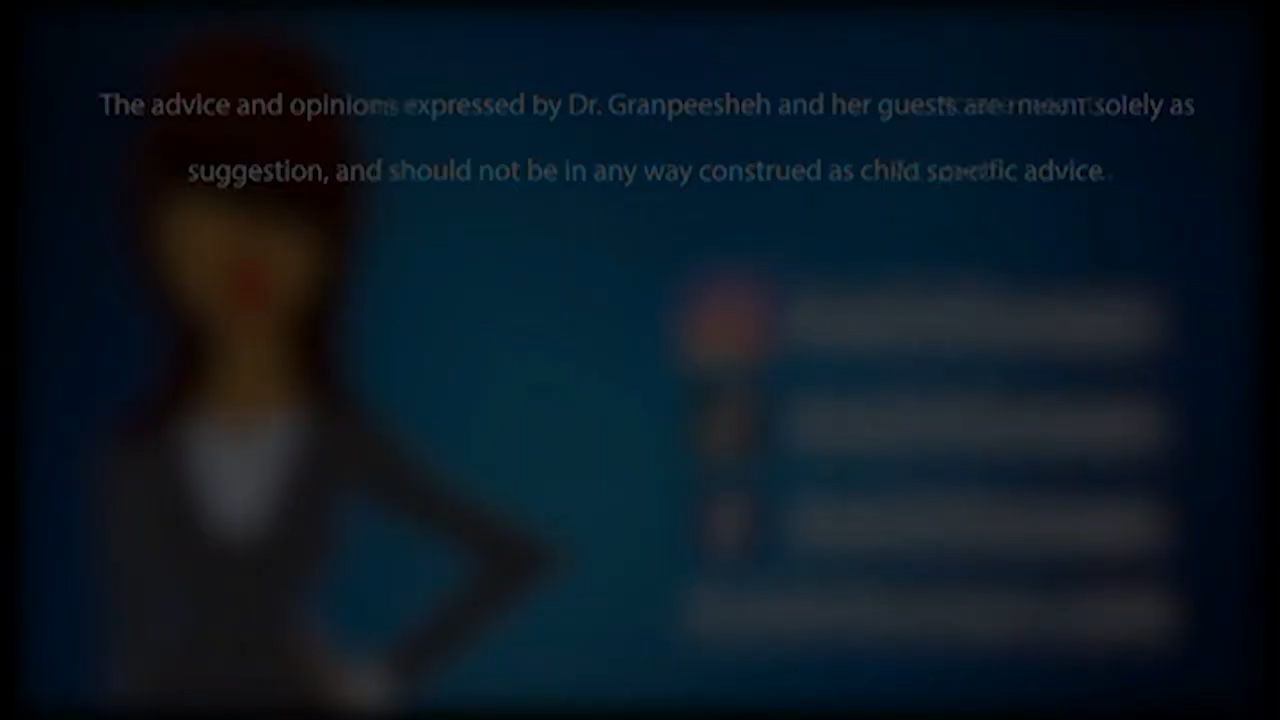 The advice and opinions expressed by Dr. Granpeesheh and her guests are meant solely as
suggestion, and should not be in any way construed as child specific advice.